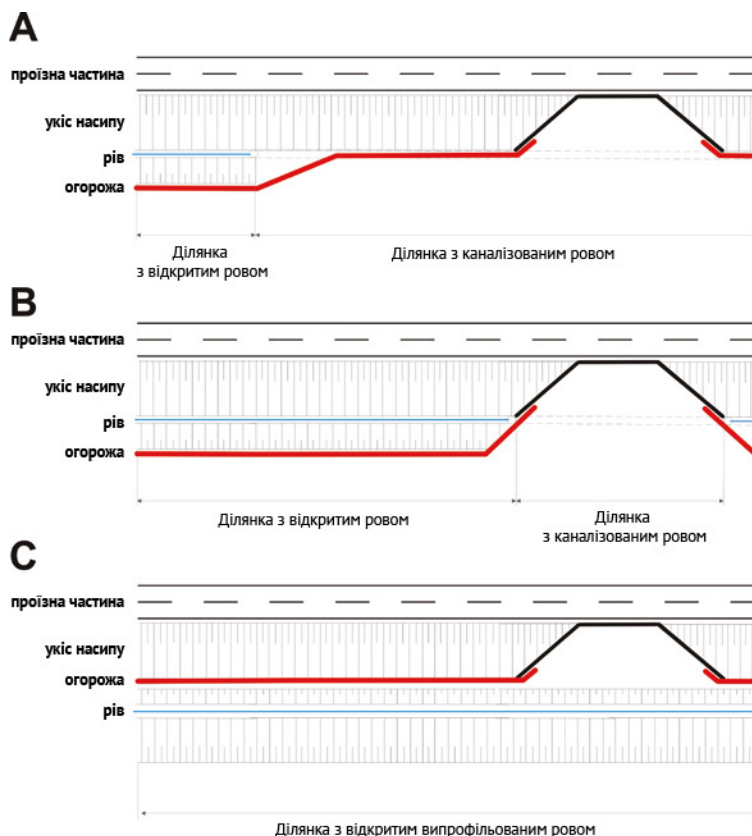 A
проїзна частина
укіс насипу
рів
огорожа
Ділянка
з відкритим ровом
Ділянка з каналізованим ровом
B
проїзна частина
укіс насипу
рів
огорожа
Ділянка з відкритим ровом
Ділянка
з каналізованим ровом
C
проїзна частина
укіс насипу
огорожа
рів
Ділянка з відкритим випрофільованим ровом